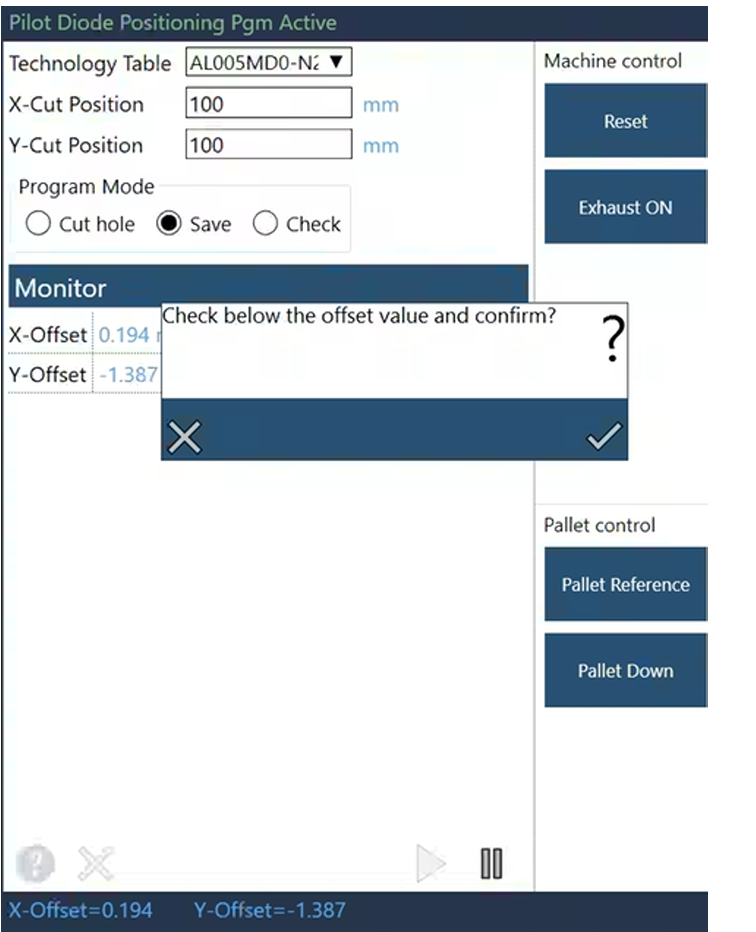 Pilot Diode Positioning Pgm Active
Technology Table AL005MD0-N2 ▼
Machine control
X-Cut Position 100 mm
Reset
Y-Cut Position 100 mm
Program Mode
Exhaust ON
Cut hole Save Check
Monitor
Check below the offset value and confirm?
?
X-Offset 0.194
Y-Offset -1.387
Pallet control
Pallet Reference
Pallet Down
X-Offset=0.194 Y-Offset=-1.387